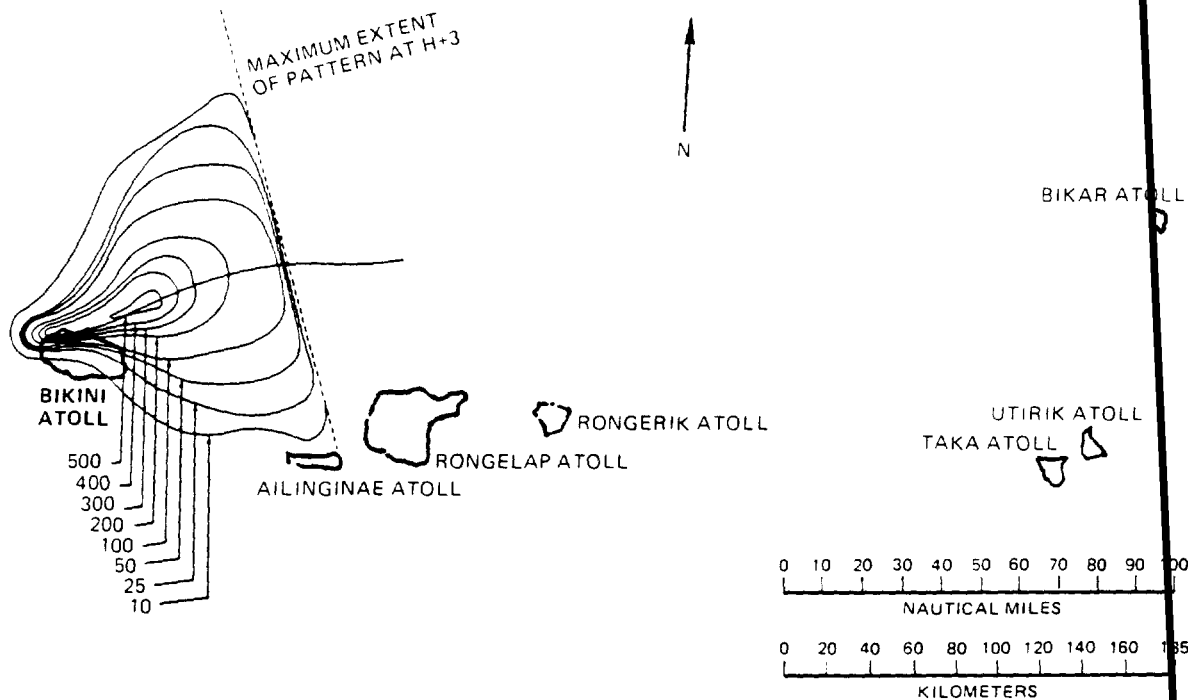 MAXIMUM EXTENT
OF PATTERN AT H+3
N
BIKAR ATOLL
BIKINI
ATOLL
RONGERIK ATOLL
UTIRIK ATOLL
TAKA ATOLL
RONGELAP ATOLL
AILINGINAE ATOLL
500
400
300
200
100
50
25
10
0 10 20 30 40 50 60 70 80 90 100
NAUTICAL MILES
0 20 40 60 80 100 120 140 160 185
KILOMETERS